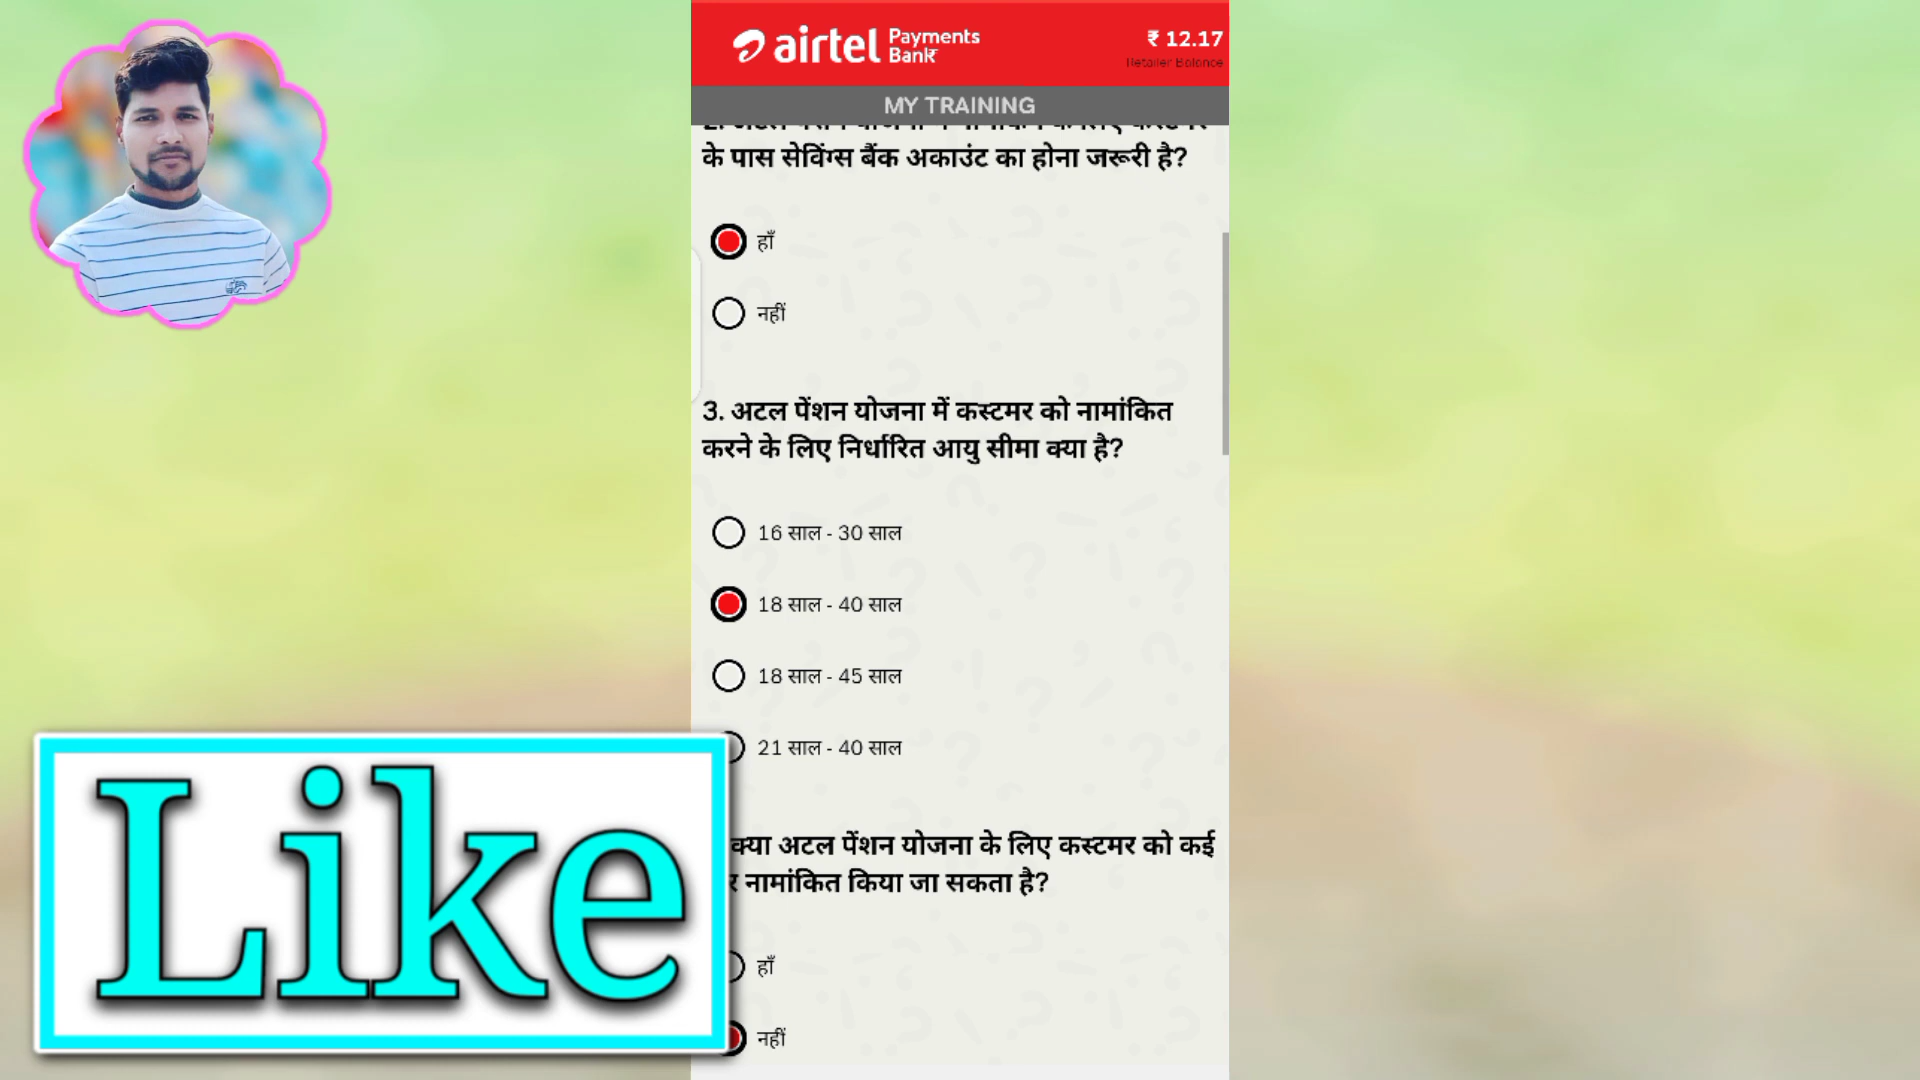 airtel Payments Bank
₹ 12.17
Retailer Balance
MY TRAINING
के पास सेविंग्स बैंक अकाउंट का होना जरूरी है?
हाँ
नहीं
3. अटल पेंशन योजना में कस्टमर को नामांकित
करने के लिए निर्धारित आयु सीमा क्या है?
16 साल - 30 साल
18 साल - 40 साल
18 साल - 45 साल
21 साल - 40 साल
क्या अटल पेंशन योजना के लिए कस्टमर को कई
नामांकित किया जा सकता है?
हाँ
नहीं
Like